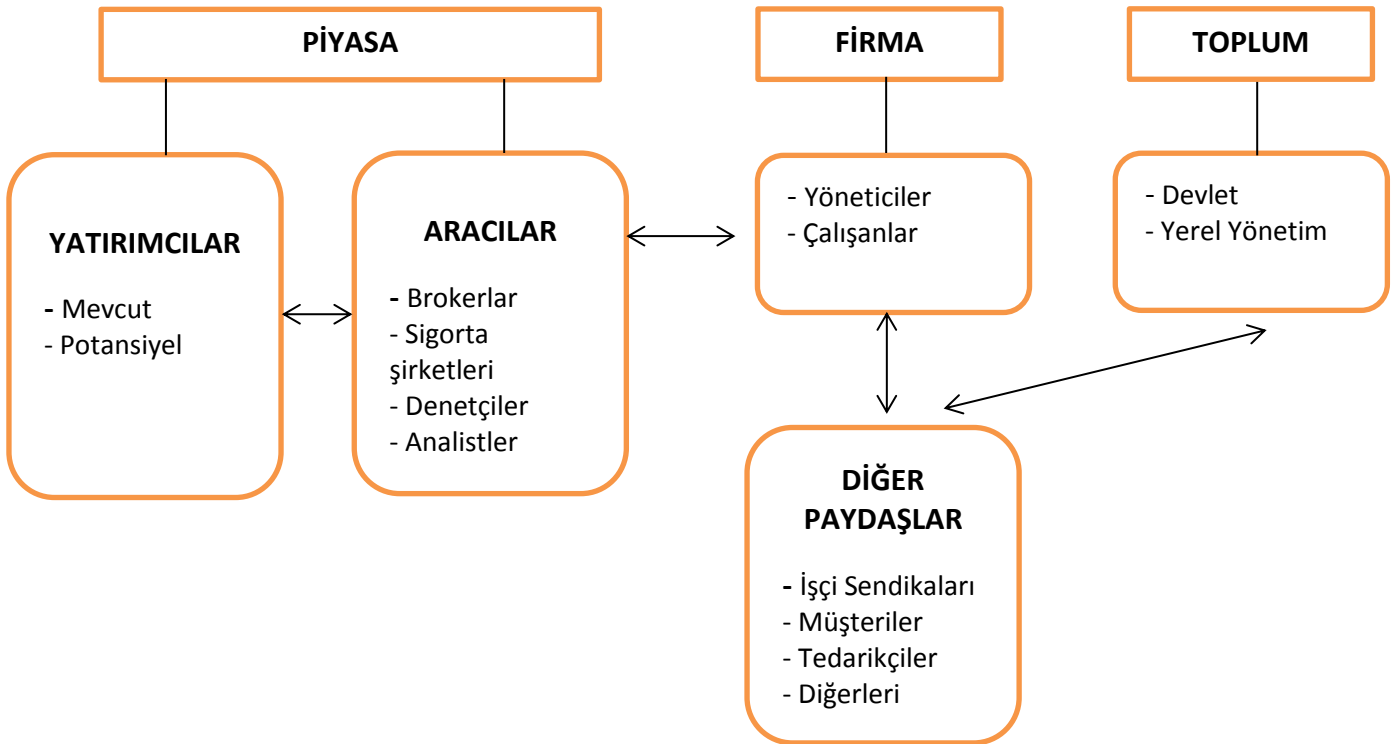 PİYASA
FİRMA
TOPLUM
YATIRIMCILAR
- Mevcut
- Potansiyel
ARACILAR
- Brokerlar
- Sigorta
şirketleri
- Denetçiler
- Analistler
- Yöneticiler
- Çalışanlar
- Devlet
- Yerel Yönetim
DİĞER
PAYDAŞLAR
- İşçi Sendikaları
- Müşteriler
- Tedarikçiler
- Diğerleri